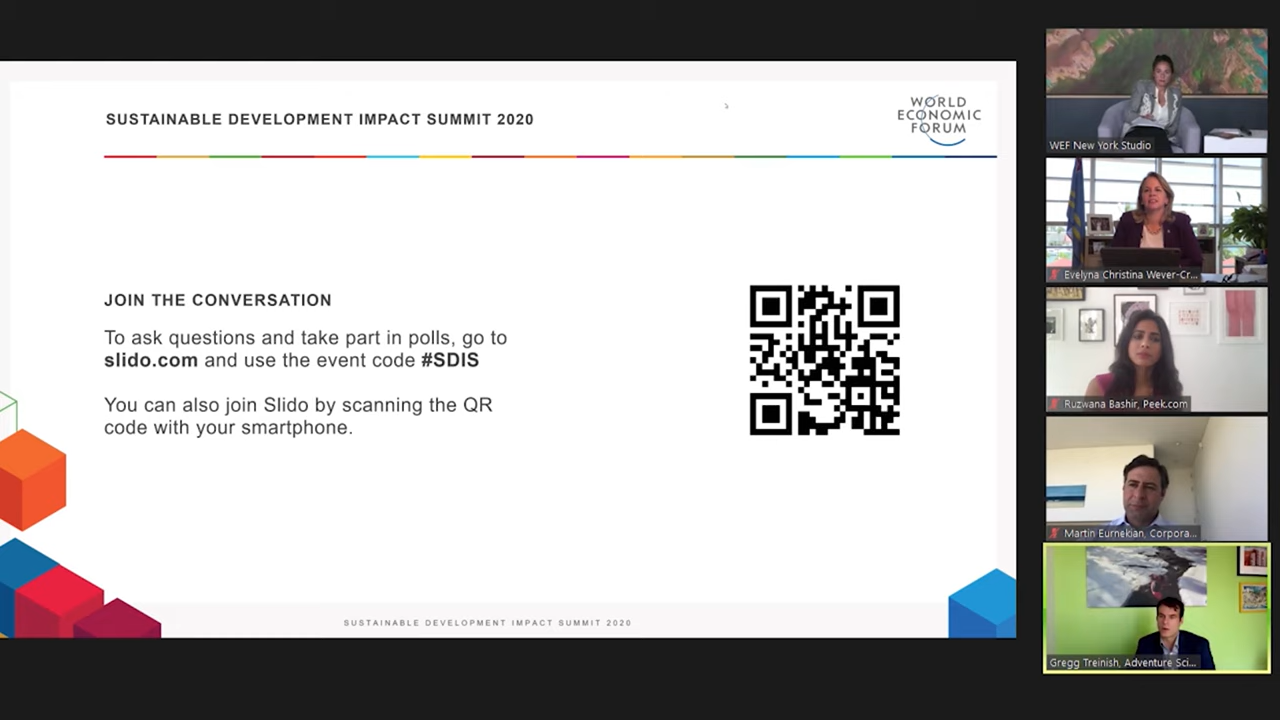 SUSTAINABLE DEVELOPMENT IMPACT SUMMIT 2020
WORLD
ECONOMIC
FORUM
JOIN THE CONVERSATION
To ask questions and take part in polls, go to
slido.com and use the event code #SDIS
You can also join Slido by scanning the QR
code with your smartphone.
SUSTAINABLE DEVELOPMENT IMPACT SUMMIT 2020
WEF New York Studio
Evelyna Christina Wever-Cr...
Ruzwana Bashir, Peek.com
Martin Eurnekian, Corpora...
Gregg Treinish, Adventure Sci...